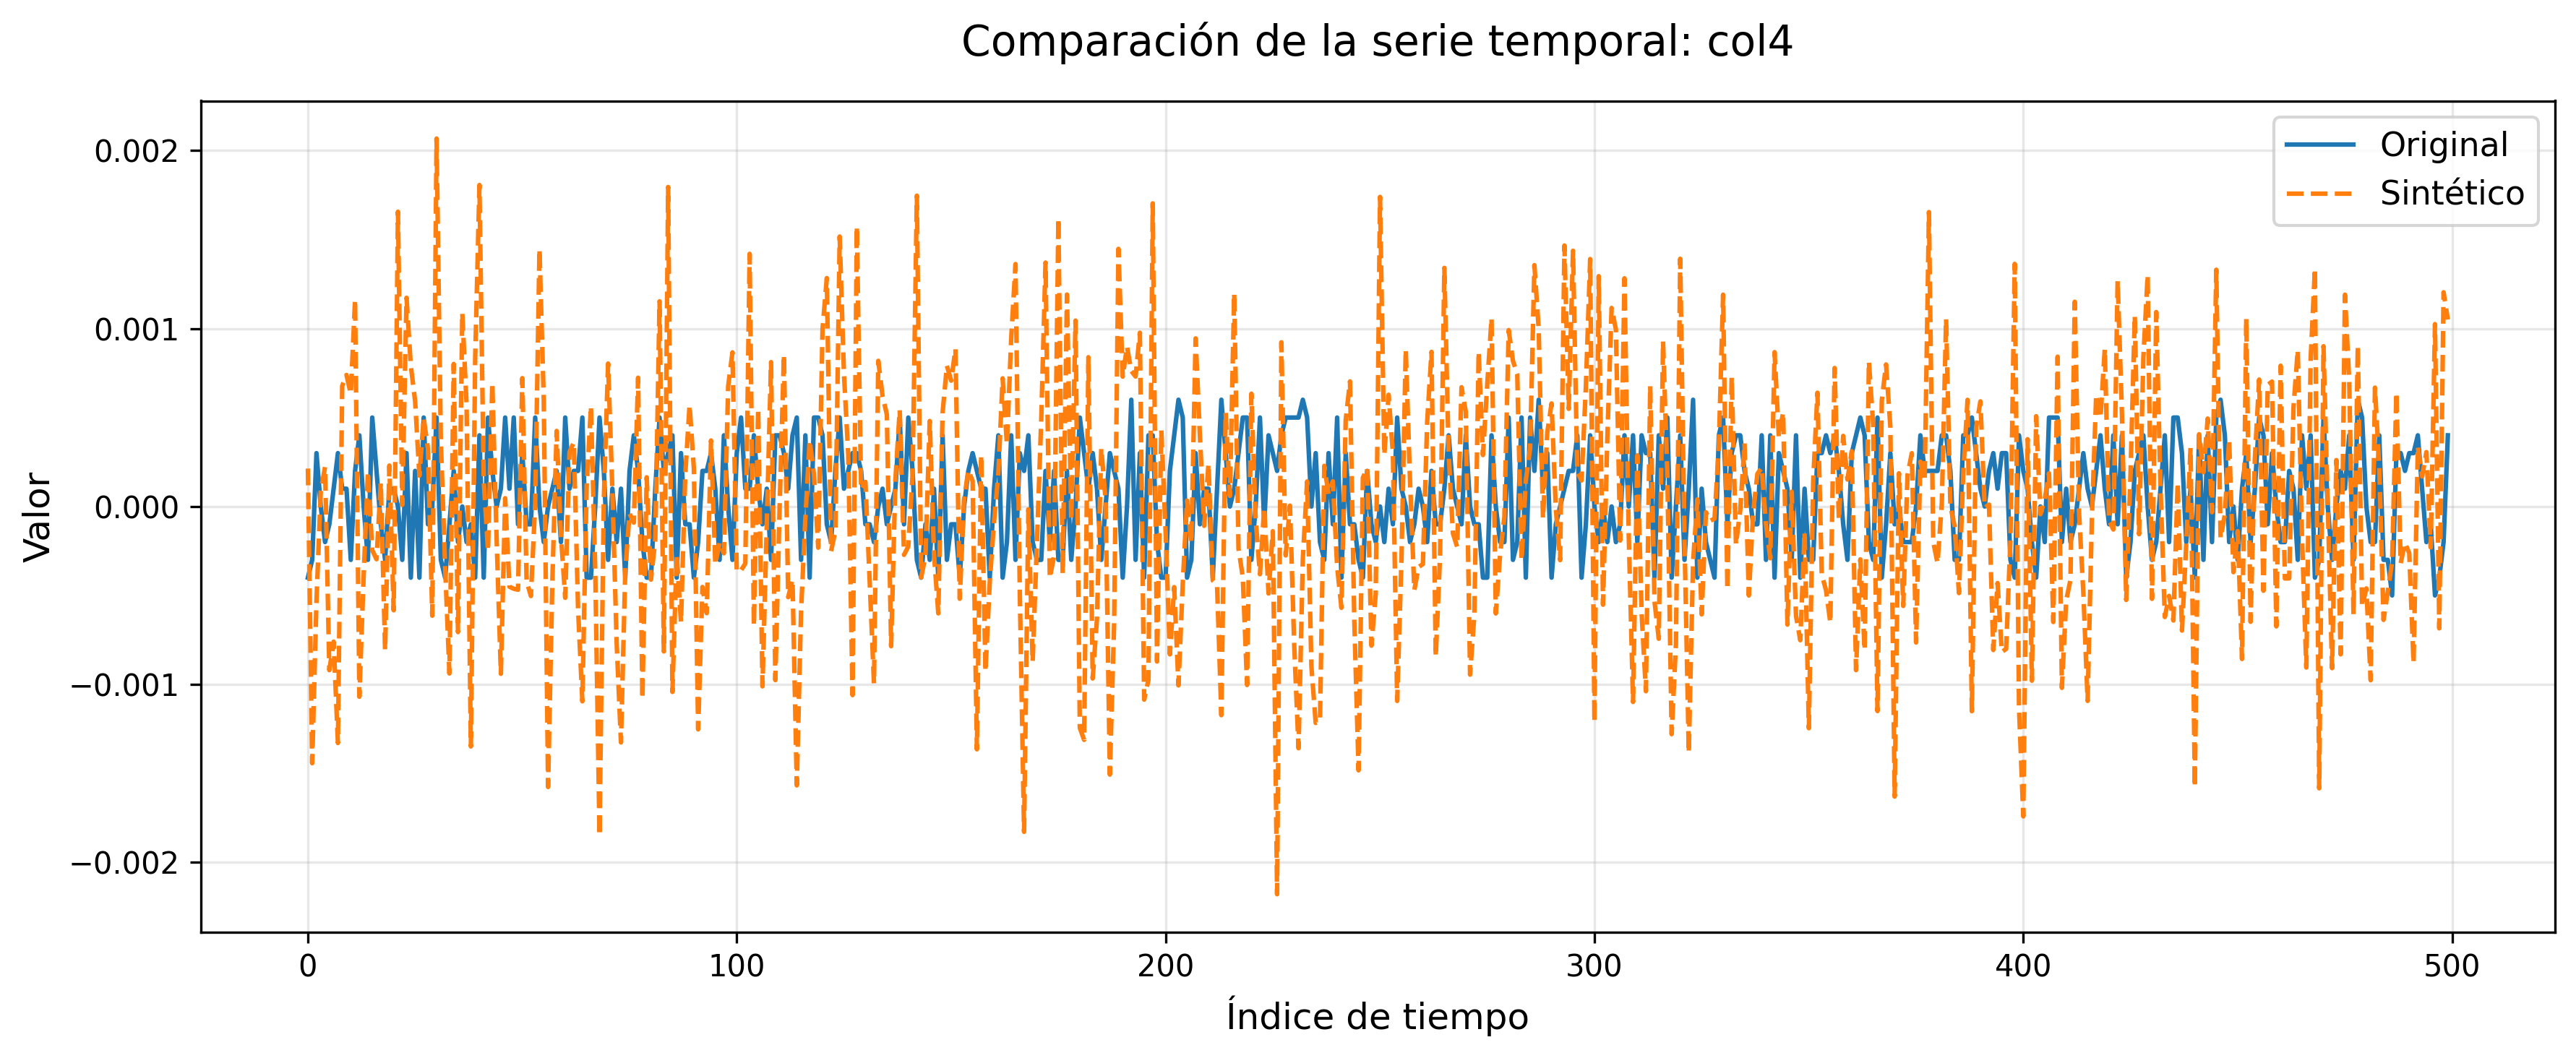 Comparación de la serie temporal: col4
Original
Sintético
Valor
0.002
0.001
0.000
−0.001
−0.002
0
100
200
300
400
500
Índice de tiempo